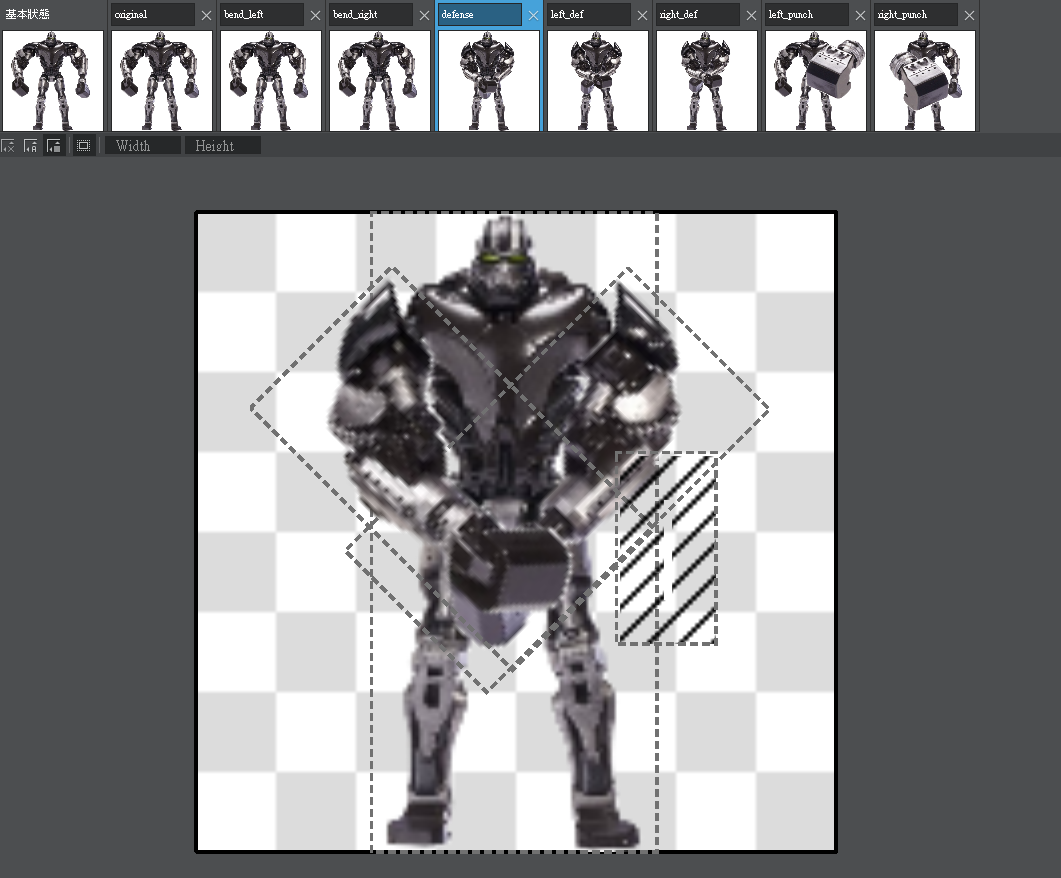 基本狀態
original
bend_left
bend_right
defense
left_def
right_def
left_punch
right_punch
Width
Height